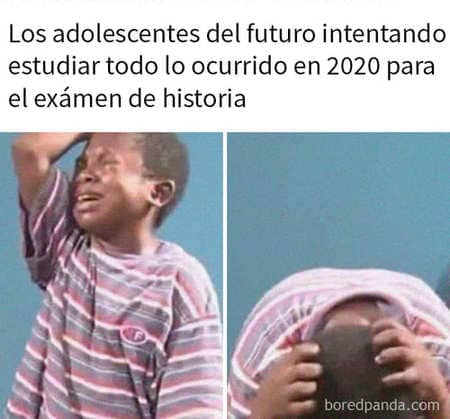 Los adolescentes del futuro intentando
estudiar todo lo ocurrido en 2020 para
el exámen de historia
boredpanda.com